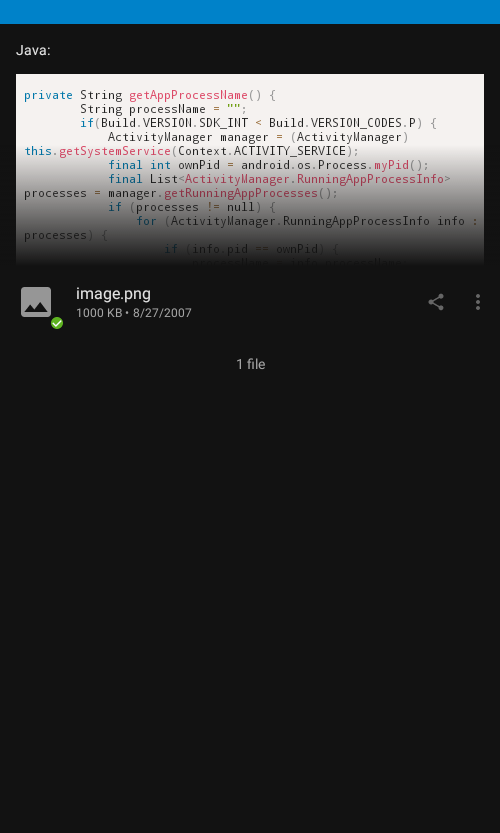 Java:
private String getAppProcessName() {
String processName = "";
if(Build.VERSION.SDK_INT < Build.VERSION_CODES.P) {
ActivityManager manager = (ActivityManager)
this.getSystemService(Context.ACTIVITY_SERVICE);
final int ownPid = android.os.Process.myPid();
final List<ActivityManager.RunningAppProcessInfo>
processes = manager.getRunningAppProcesses();
if (processes != null) {
for (ActivityManager.RunningAppProcessInfo info :
processes) {
if (info.pid == ownPid) {
image.png
1000 KB • 8/27/2007
1 file